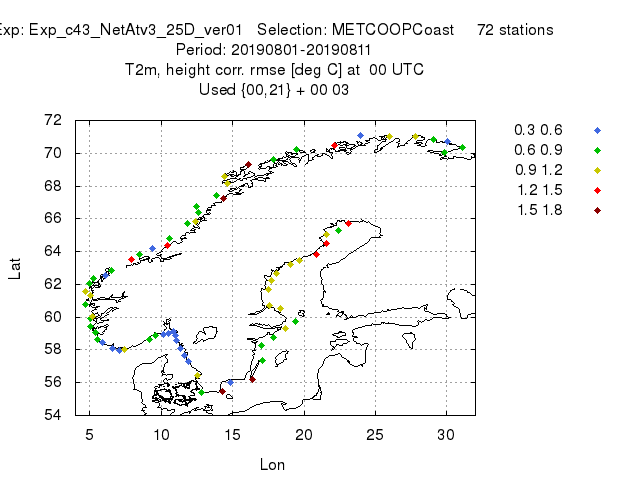 Exp: Exp_c43_NetAtv3_25D_ver01 Selection: METCOOPCoast 72 stations
Period: 20190801-20190811
T2m, height corr. rmse [deg C] at 00 UTC
Used {00,21} + 00 03
72
70
68
66
64
62
60
58
56
54
Lat
5 10 15 20 25 30
Lon
0.3 0.6
0.6 0.9
0.9 1.2
1.2 1.5
1.5 1.8